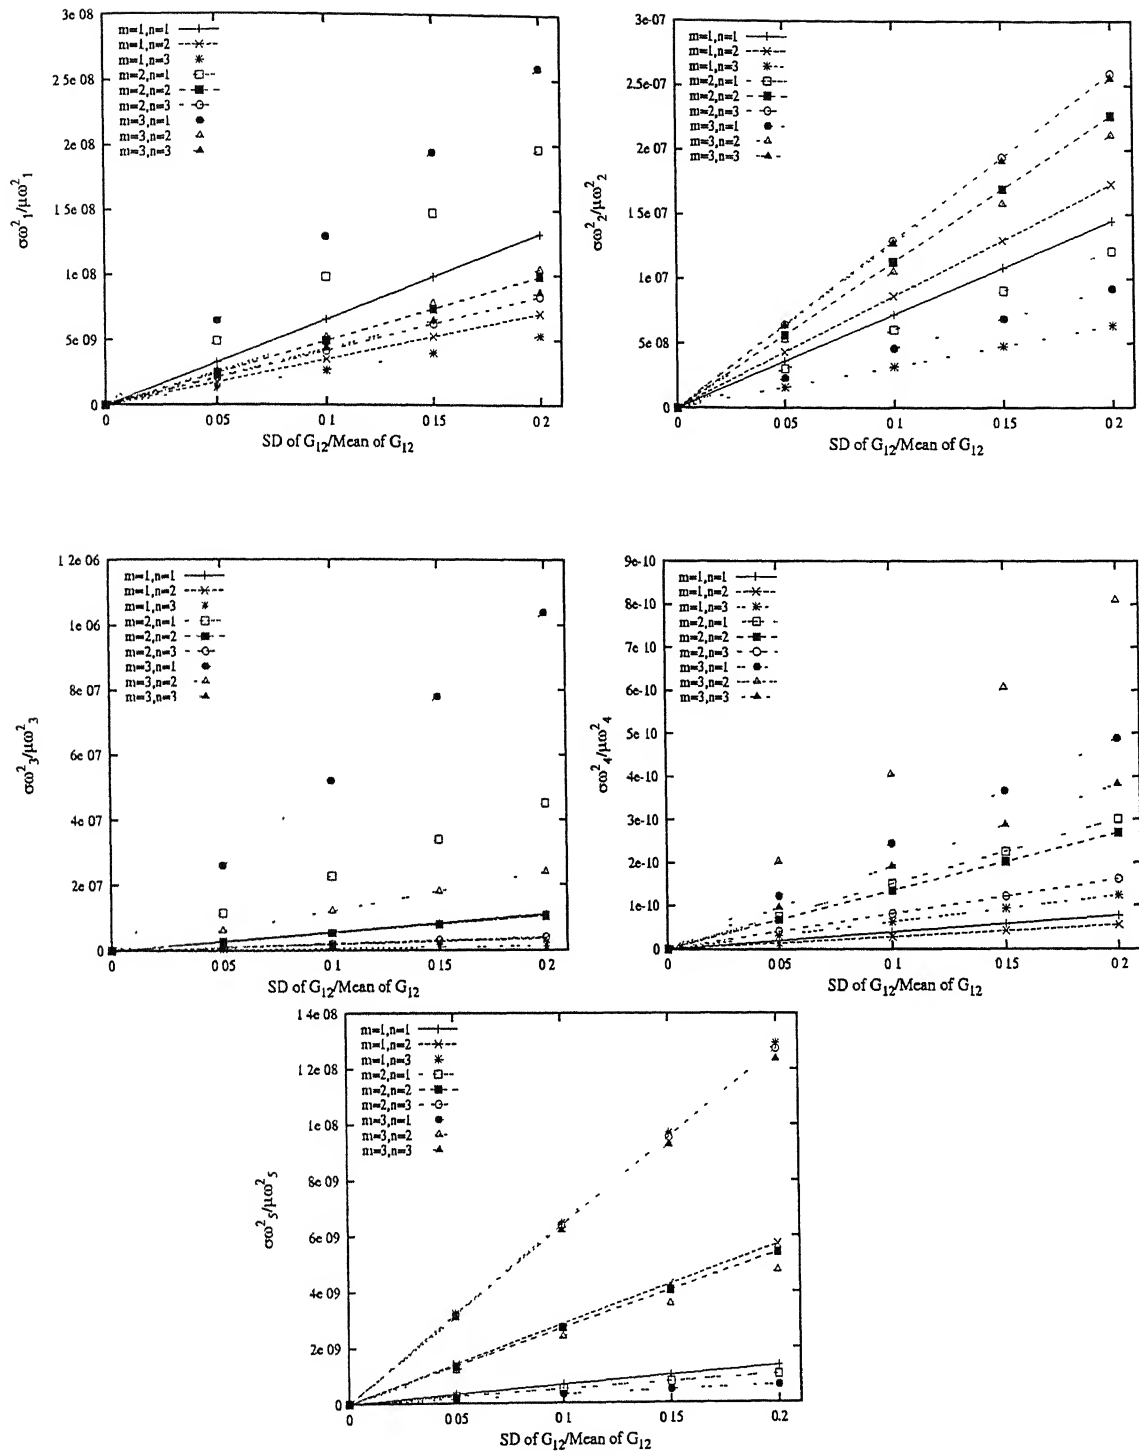 3e 08
2 5e 08
2e 08
1 5e 08
1e 08
5e 09
0
m=1,n=1
m=1,n=2
m=1,n=3
m=2,n=1
m=2,n=2
m=2,n=3
m=3,n=1
m=3,n=2
m=3,n=3
σω²₁/μω²₁
0 0 05 0 1 0 15 0 2
SD of G₁₂/Mean of G₁₂
3e-07
2.5e-07
2e-07
1 5e 07
1e 07
5e 08
0
m=1,n=1
m=1,n=2
m=1,n=3
m=2,n=1
m=2,n=2
m=2,n=3
m=3,n=1
m=3,n=2
m=3,n=3
σω²₂/μω²₂
0 0 05 0 1 0 15 0 2
SD of G₁₂/Mean of G₁₂
1 2e 06
1e 06
8e 07
6e 07
4e 07
2e 07
0
m=1,n=1
m=1,n=2
m=1,n=3
m=2,n=1
m=2,n=2
m=2,n=3
m=3,n=1
m=3,n=2
m=3,n=3
σω²₃/μω²₃
0 0 05 0 1 0 15 0 2
SD of G₁₂/Mean of G₁₂
9e-10
8e-10
7e-10
6e-10
5e-10
4e-10
3e-10
2e-10
1e-10
0
m=1,n=1
m=1,n=2
m=1,n=3
m=2,n=1
m=2,n=2
m=2,n=3
m=3,n=1
m=3,n=2
m=3,n=3
σω²₄/μω²₄
0 0 05 0 1 0 15 0 2
SD of G₁₂/Mean of G₁₂
1 4e 08
1 2e 08
1e 08
8e 09
6e 09
4e 09
2e 09
0
m=1,n=1
m=1,n=2
m=1,n=3
m=2,n=1
m=2,n=2
m=2,n=3
m=3,n=1
m=3,n=2
m=3,n=3
σω²₅/μω²₅
0 0 05 0 1 0 15 0 2
SD of G₁₂/Mean of G₁₂